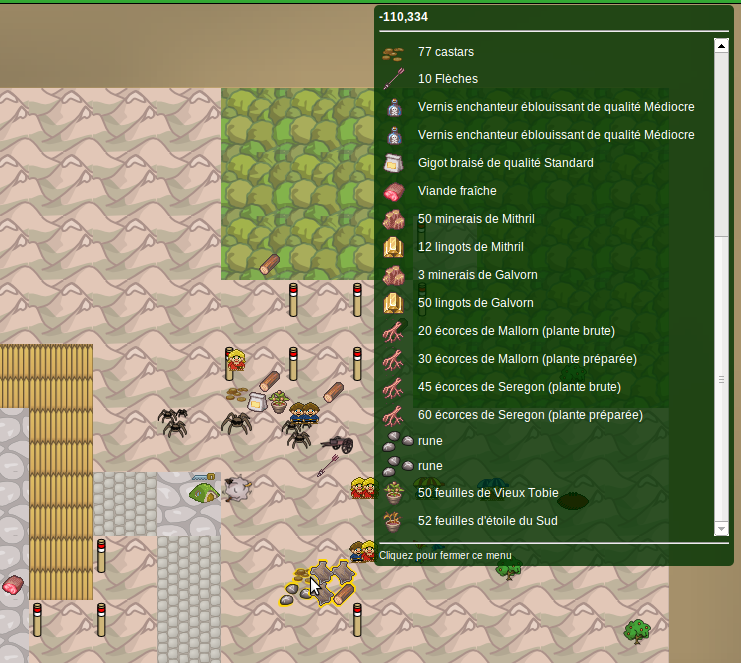 -110,334
77 castars
10 Flèches
Vernis enchanteur éblouissant de qualité Médiocre
Vernis enchanteur éblouissant de qualité Médiocre
Gigot braisé de qualité Standard
Viande fraîche
50 minerais de Mithril
12 lingots de Mithril
3 minerais de Galvorn
50 lingots de Galvorn
20 écorces de Mallorn (plante brute)
30 écorces de Mallorn (plante préparée)
45 écorces de Seregon (plante brute)
60 écorces de Seregon (plante préparée)
rune
rune
50 feuilles de Vieux Tobie
52 feuilles d'étoile du Sud
Cliquez pour fermer ce menu